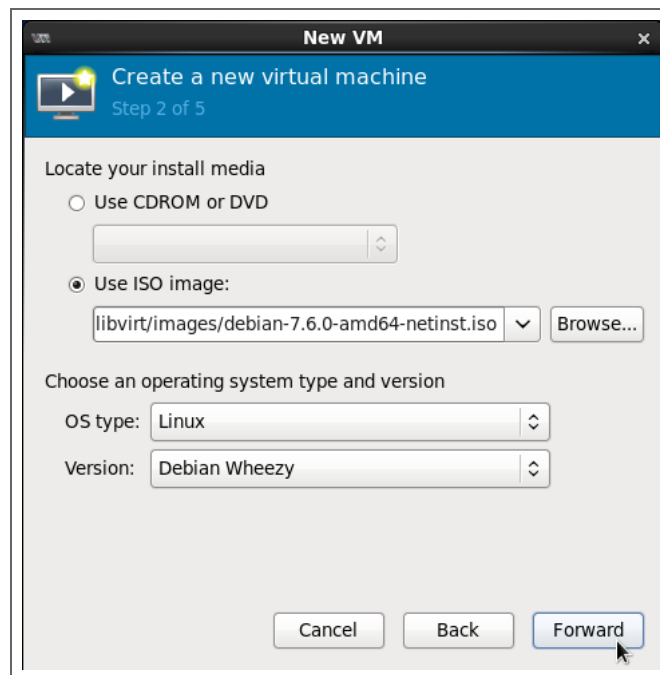 New VM
Create a new virtual machine
Step 2 of 5
Locate your install media
Use CDROM or DVD
Use ISO image:
libvirt/images/debian-7.6.0-amd64-netinst.iso Browse...
Choose an operating system type and version
OS type: Linux
Version: Debian Wheezy
Cancel Back Forward